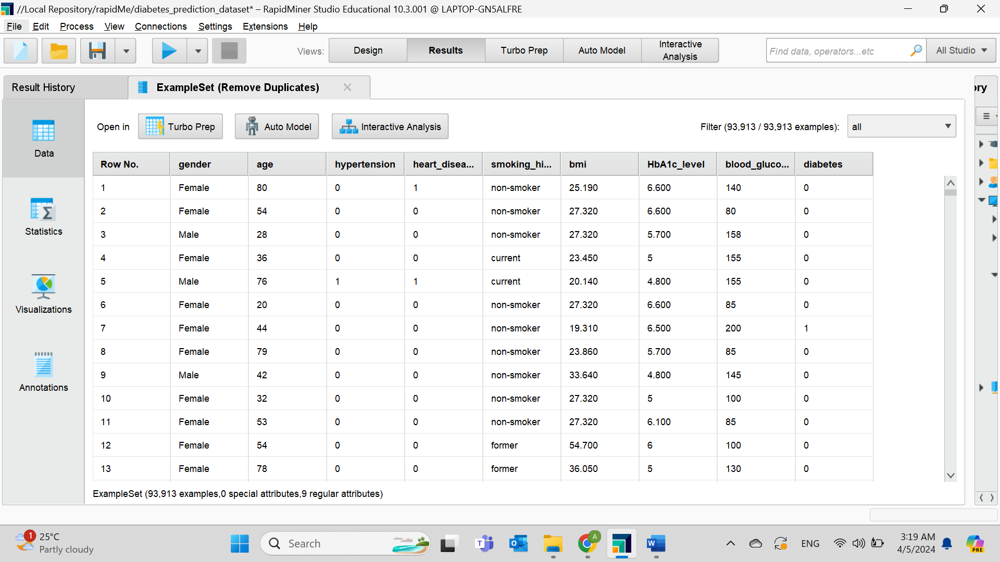 //Local Repository/rapidMe/diabetes_prediction_dataset* – RapidMiner Studio Educational 10.3.001 @ LAPTOP-GN5ALFRE
File Edit Process View Connections Settings Extensions Help
Views: Design Results Turbo Prep Auto Model Interactive Analysis Find data, operators...etc All Studio
Result History ExampleSet (Remove Duplicates) ory
Open in Turbo Prep Auto Model Interactive Analysis Filter (93,913 / 93,913 examples): all
Data
Statistics
Visualizations
Annotations
Row No. gender age hypertension heart_disea... smoking_hi... bmi HbA1c_level blood_gluco... diabetes
1 Female 80 0 1 non-smoker 25.190 6.600 140 0
2 Female 54 0 0 non-smoker 27.320 6.600 80 0
3 Male 28 0 0 non-smoker 27.320 5.700 158 0
4 Female 36 0 0 current 23.450 5 155 0
5 Male 76 1 1 current 20.140 4.800 155 0
6 Female 20 0 0 non-smoker 27.320 6.600 85 0
7 Female 44 0 0 non-smoker 19.310 6.500 200 1
8 Female 79 0 0 non-smoker 23.860 5.700 85 0
9 Male 42 0 0 non-smoker 33.640 4.800 145 0
10 Female 32 0 0 non-smoker 27.320 5 100 0
11 Female 53 0 0 non-smoker 27.320 6.100 85 0
12 Female 54 0 0 former 54.700 6 100 0
13 Female 78 0 0 former 36.050 5 130 0
ExampleSet (93,913 examples,0 special attributes,9 regular attributes)
1 25°C
Partly cloudy
Search
A
ENG
3:19 AM
4/5/2024
PRE